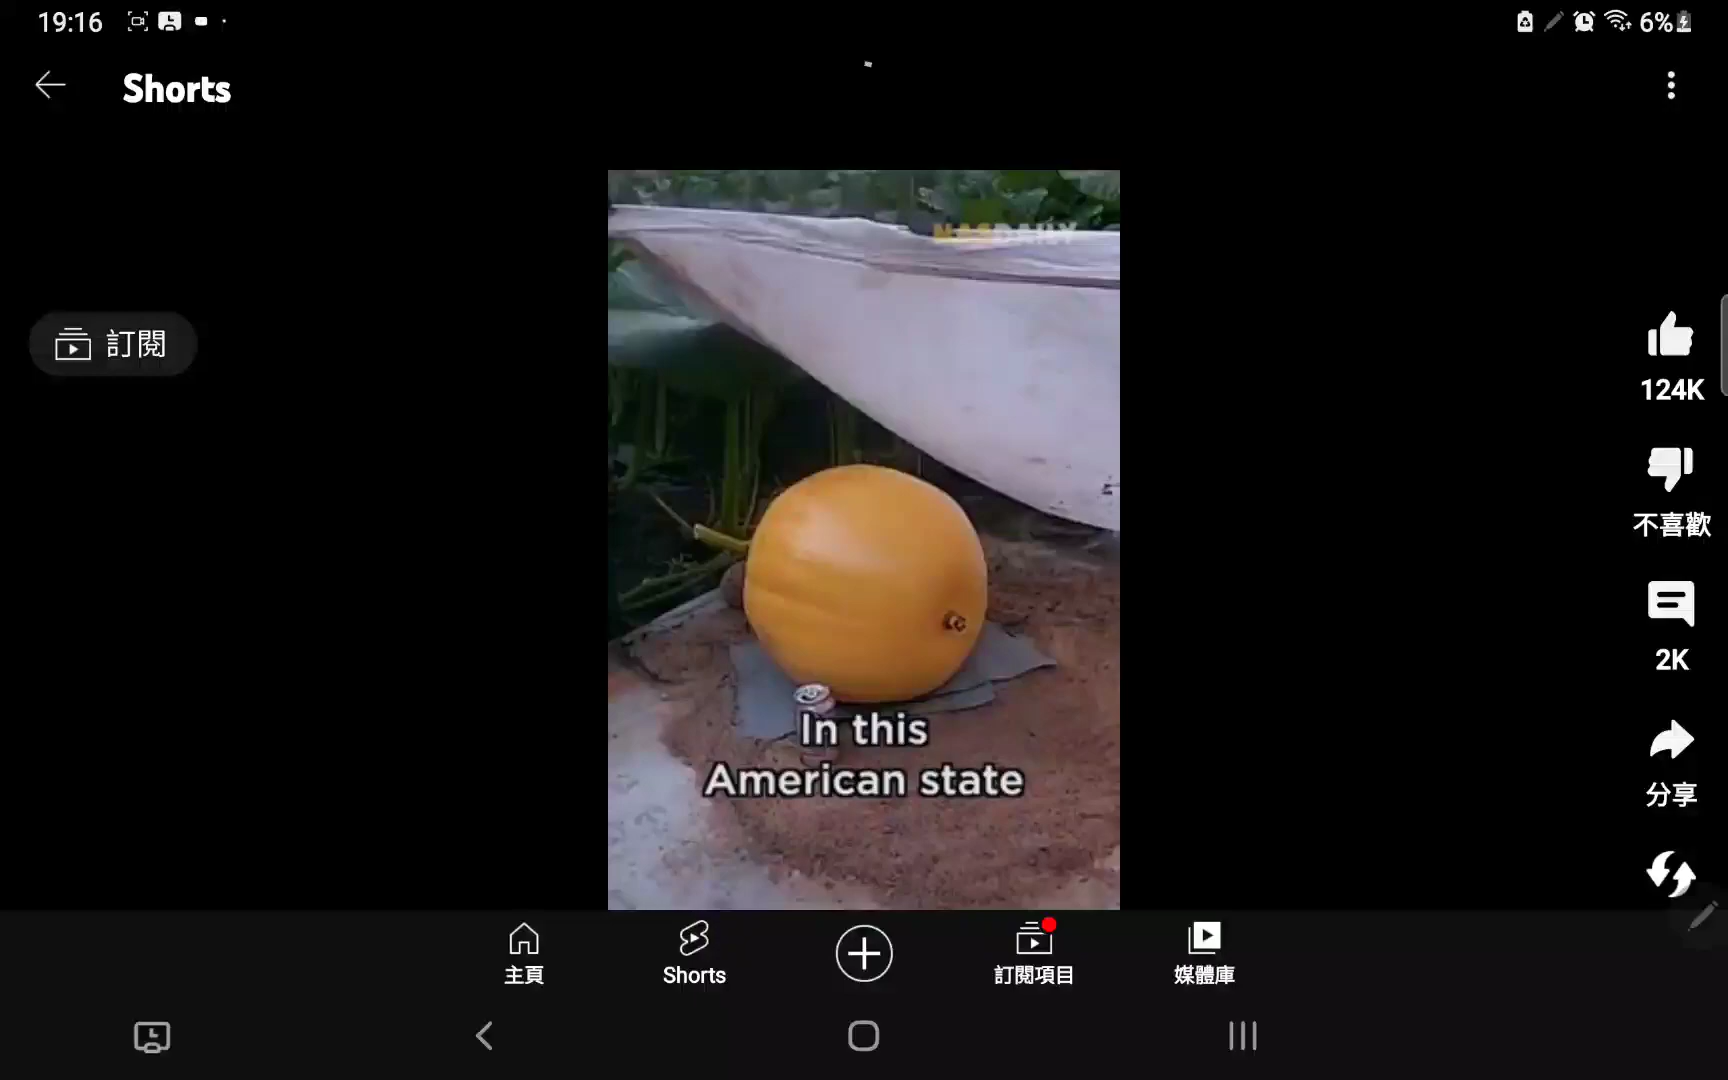 19:16
6%
Shorts
NASDAILY
訂閱
124K
不喜歡
2K
分享
In this
American state
主頁
Shorts
訂閱項目
媒體庫